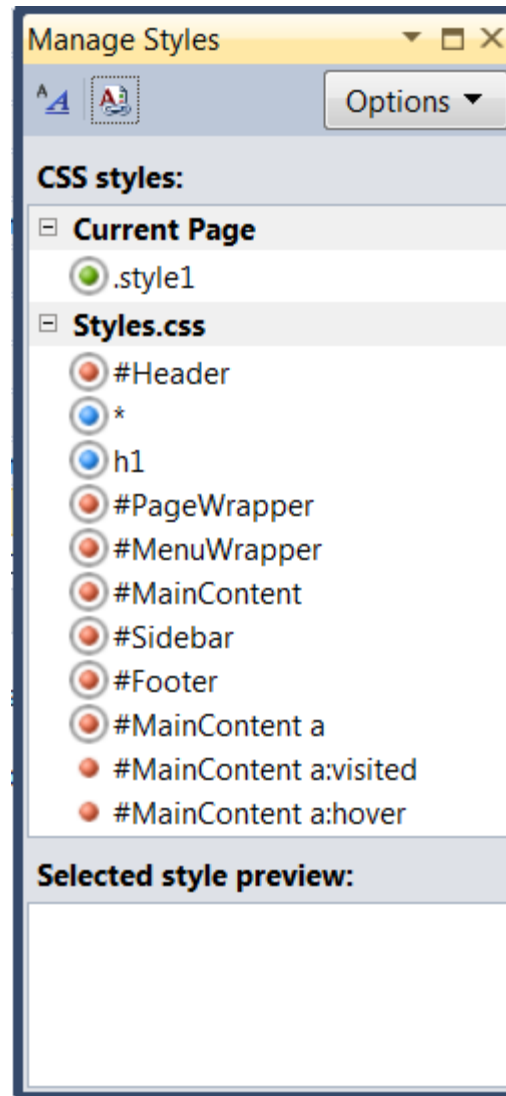 Manage Styles
Options
CSS styles:
Current Page
.style1
Styles.css
#Header
*
h1
#PageWrapper
#MenuWrapper
#MainContent
#Sidebar
#Footer
#MainContent a
#MainContent a:visited
#MainContent a:hover
Selected style preview: